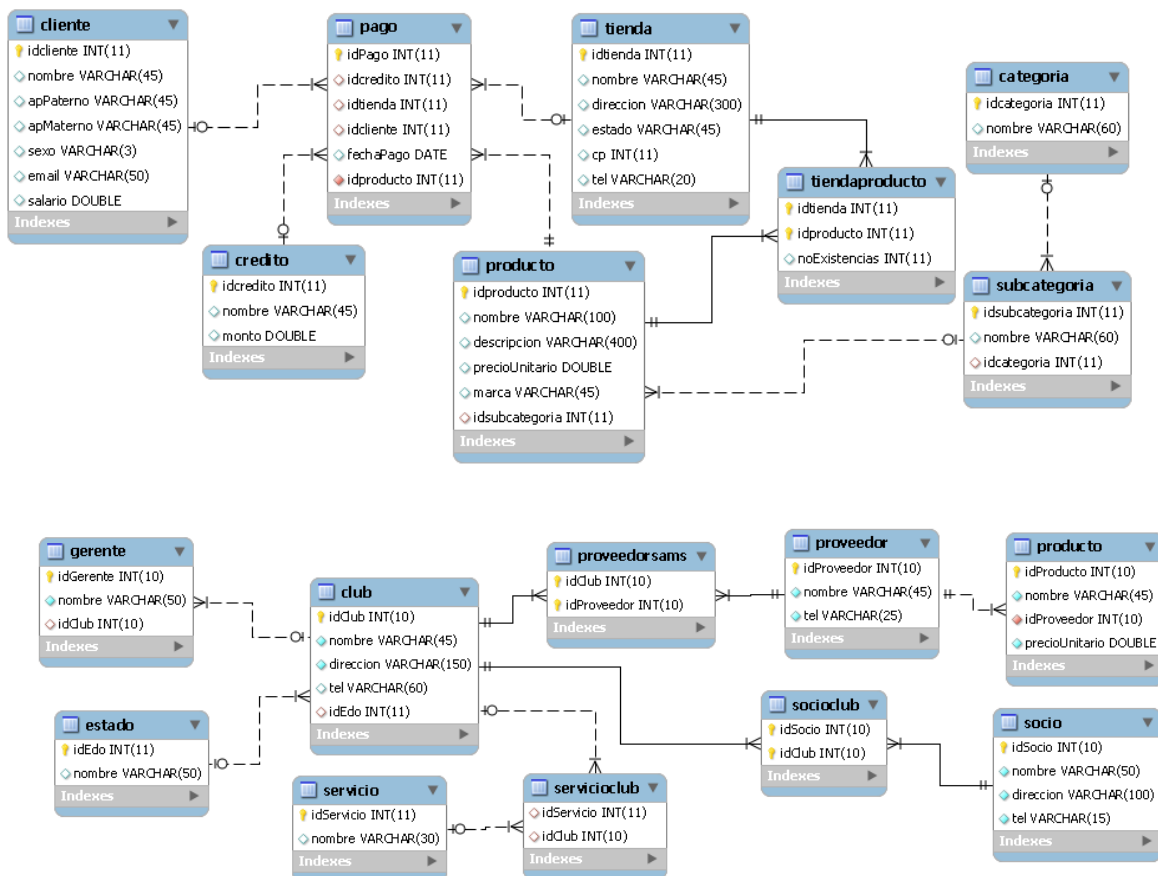 cliente
idcliente INT(11)
nombre VARCHAR(45)
apPaterno VARCHAR(45)
apMaterno VARCHAR(45)
sexo VARCHAR(3)
email VARCHAR(50)
salario DOUBLE
Indexes
pago
idPago INT(11)
idcredito INT(11)
idtienda INT(11)
idcliente INT(11)
fechaPago DATE
idproducto INT(11)
Indexes
tienda
idtienda INT(11)
nombre VARCHAR(45)
direccion VARCHAR(300)
estado VARCHAR(45)
cp INT(11)
tel VARCHAR(20)
Indexes
categoria
idcategoria INT(11)
nombre VARCHAR(60)
Indexes
tiendaproducto
idtienda INT(11)
idproducto INT(11)
noExistencias INT(11)
Indexes
credito
idcredito INT(11)
nombre VARCHAR(45)
monto DOUBLE
Indexes
producto
idproducto INT(11)
nombre VARCHAR(100)
descripcion VARCHAR(400)
precioUnitario DOUBLE
marca VARCHAR(45)
idsubcategoria INT(11)
Indexes
subcategoria
idsubcategoria INT(11)
nombre VARCHAR(60)
idcategoria INT(11)
Indexes
gerente
idGerente INT(10)
nombre VARCHAR(50)
idClub INT(10)
Indexes
club
idClub INT(10)
nombre VARCHAR(45)
direccion VARCHAR(150)
tel VARCHAR(60)
idEdo INT(11)
Indexes
proveedorsams
idClub INT(10)
idProveedor INT(10)
Indexes
proveedor
idProveedor INT(10)
nombre VARCHAR(45)
tel VARCHAR(25)
Indexes
producto
idProducto INT(10)
nombre VARCHAR(45)
idProveedor INT(10)
precioUnitario DOUBLE
Indexes
estado
idEdo INT(11)
nombre VARCHAR(50)
Indexes
servicio
idServicio INT(11)
nombre VARCHAR(30)
Indexes
servicioclub
idServicio INT(11)
idClub INT(10)
Indexes
socioclub
idSocio INT(10)
idClub INT(10)
Indexes
socio
idSocio INT(10)
nombre VARCHAR(50)
direccion VARCHAR(100)
tel VARCHAR(15)
Indexes